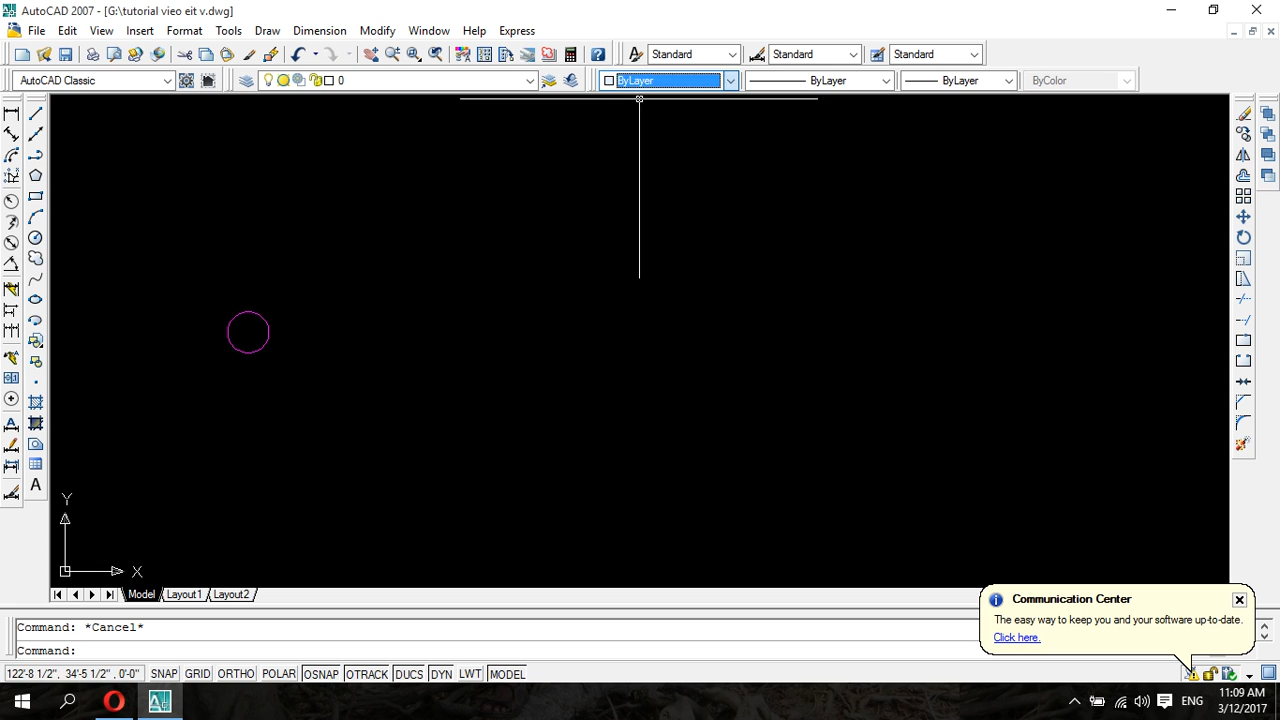 AutoCAD 2007 - [G:\tutorial vieo eit v.dwg]
File Edit View Insert Format Tools Draw Dimension Modify Window Help Express
Standard Standard Standard
AutoCAD Classic 0 ByLayer ByLayer ByLayer ByColor
A
A
Y
X
Model Layout1 Layout2
Communication Center
The easy way to keep you and your software up-to-date.
Click here.
Command: *Cancel*
Command:
122'-8 1/2", 34'-5 1/2", 0'-0" SNAP GRID ORTHO POLAR OSNAP OTRACK DUCS DYN LWT MODEL
ENG
11:09 AM
3/12/2017